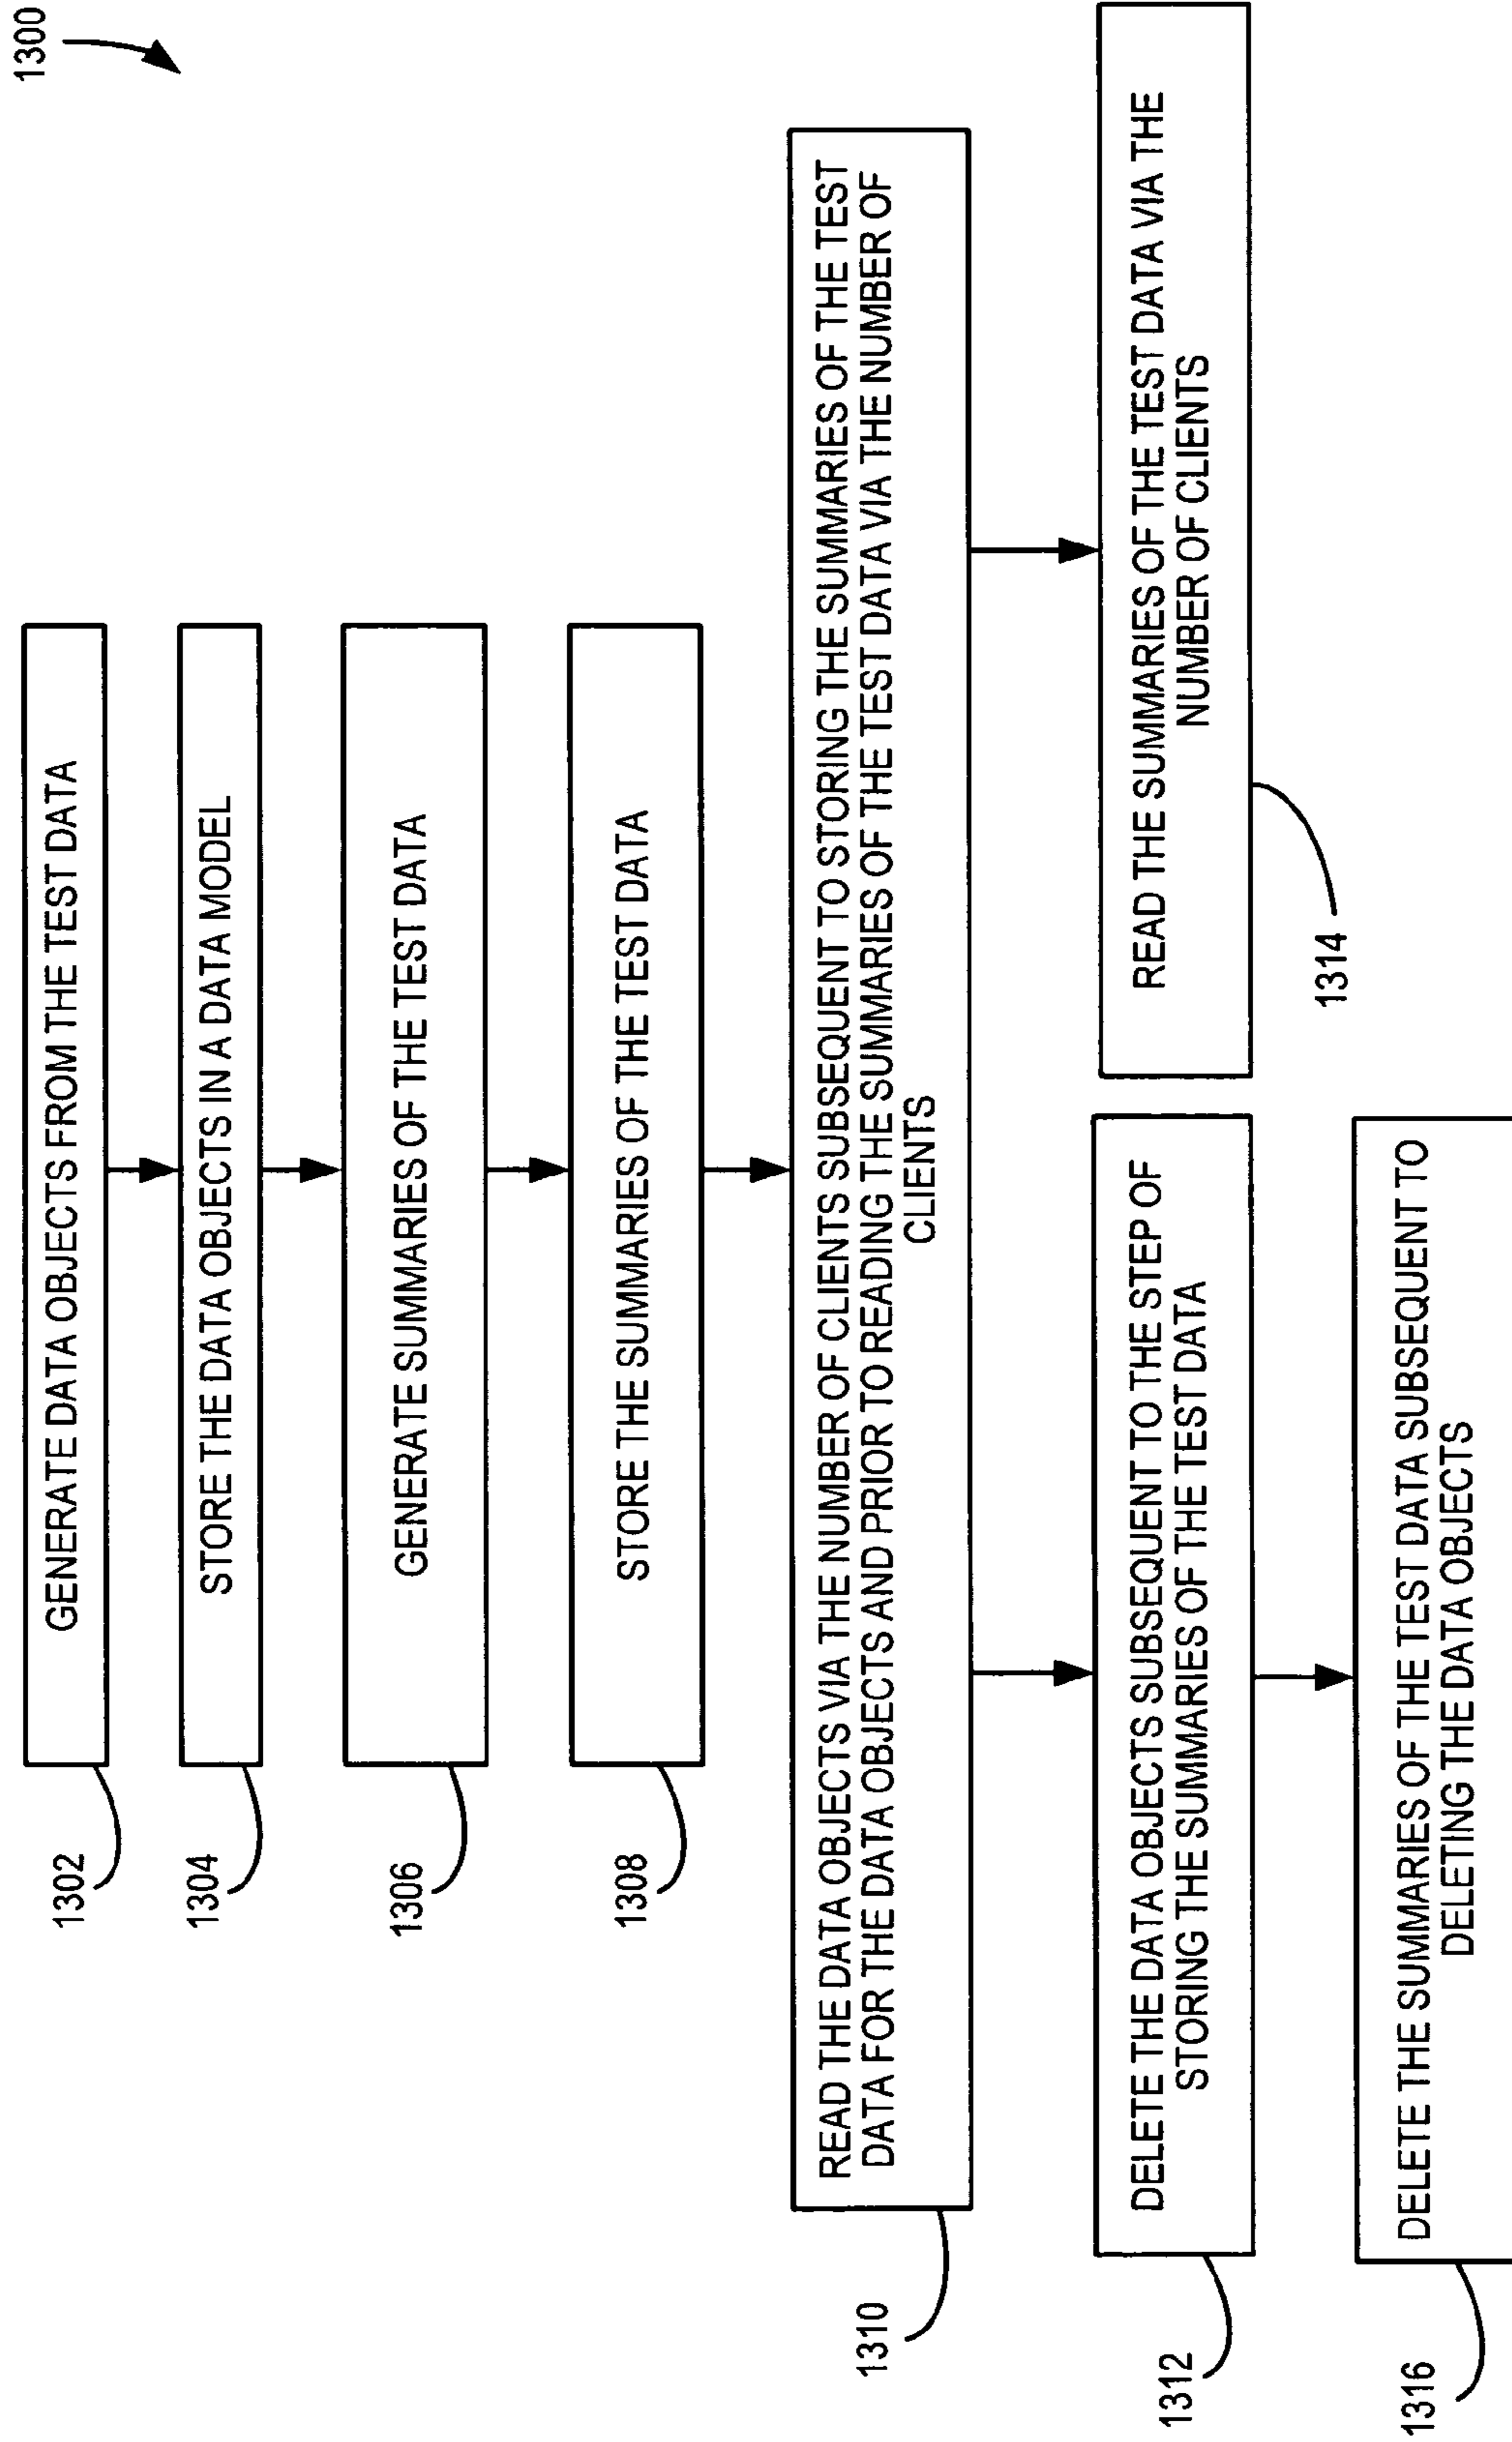 1300
1302
GENERATE DATA OBJECTS FROM THE TEST DATA
1304
STORE THE DATA OBJECTS IN A DATA MODEL
1306
GENERATE SUMMARIES OF THE TEST DATA
1308
STORE THE SUMMARIES OF THE TEST DATA
1310
READ THE DATA OBJECTS VIA THE NUMBER OF CLIENTS SUBSEQUENT TO STORING THE SUMMARIES OF THE TEST
DATA FOR THE DATA OBJECTS AND PRIOR TO READING THE SUMMARIES OF THE TEST DATA VIA THE NUMBER OF
CLIENTS
1312
DELETE THE DATA OBJECTS SUBSEQUENT TO THE STEP OF
STORING THE SUMMARIES OF THE TEST DATA
READ THE SUMMARIES OF THE TEST DATA VIA THE
NUMBER OF CLIENTS
1314
1316
DELETE THE SUMMARIES OF THE TEST DATA SUBSEQUENT TO
DELETING THE DATA OBJECTS